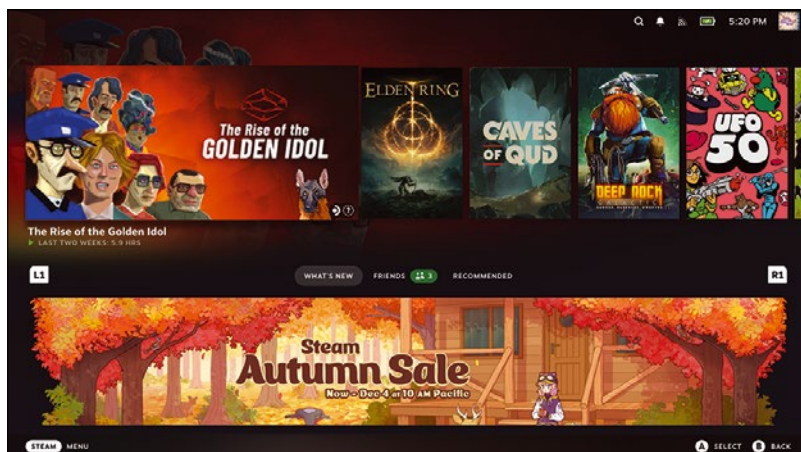 5:20 PM
The Rise of the
GOLDEN IDOL
ELDEN RING
CAVES
OF QUD
DEEP ROCK
GALACTIC
UFO
50
The Rise of the Golden Idol
LAST TWO WEEKS: 5.9 HRS
L1
WHAT'S NEW
FRIENDS
3
RECOMMENDED
R1
Steam
Autumn Sale
Now - Dec 4 at 10 AM Pacific
STEAM
MENU
A
SELECT
B
BACK